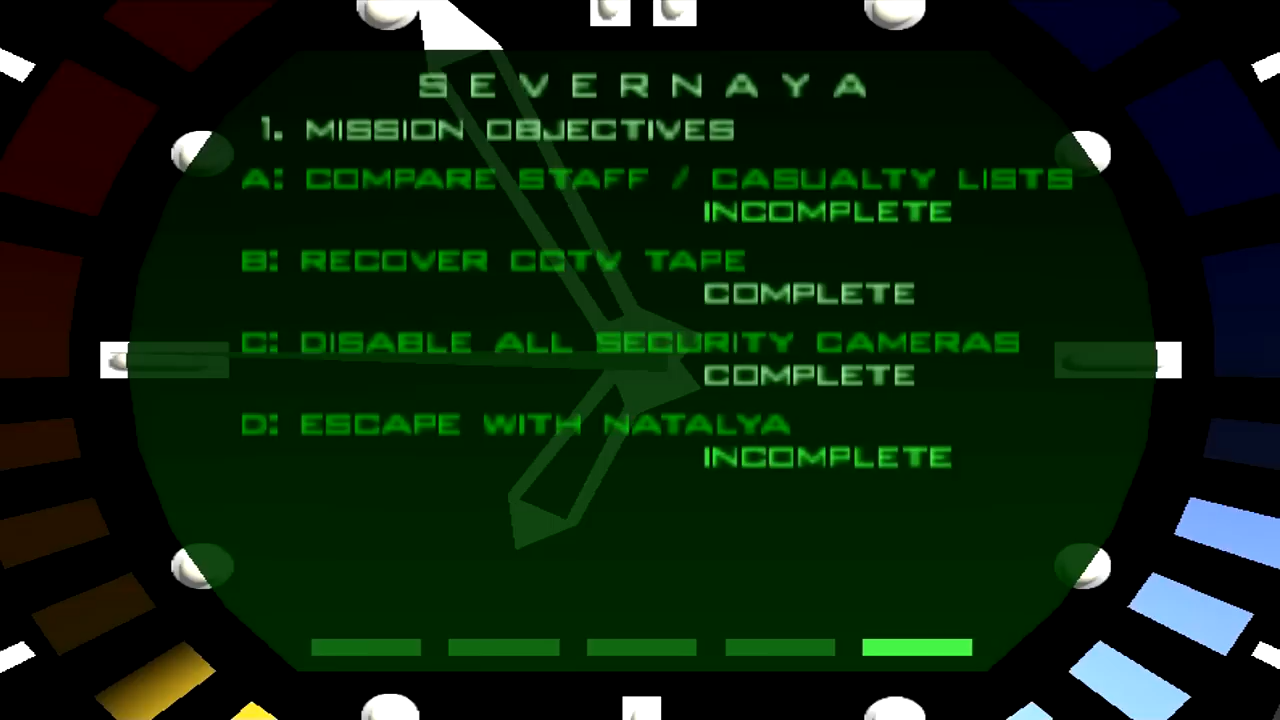 SEVERNAYA
1. MISSION OBJECTIVES
A: COMPARE STAFF / CASUALTY LISTS
INCOMPLETE
B: RECOVER CCTV TAPE
COMPLETE
C: DISABLE ALL SECURITY CAMERAS
COMPLETE
D: ESCAPE WITH NATALYA
INCOMPLETE